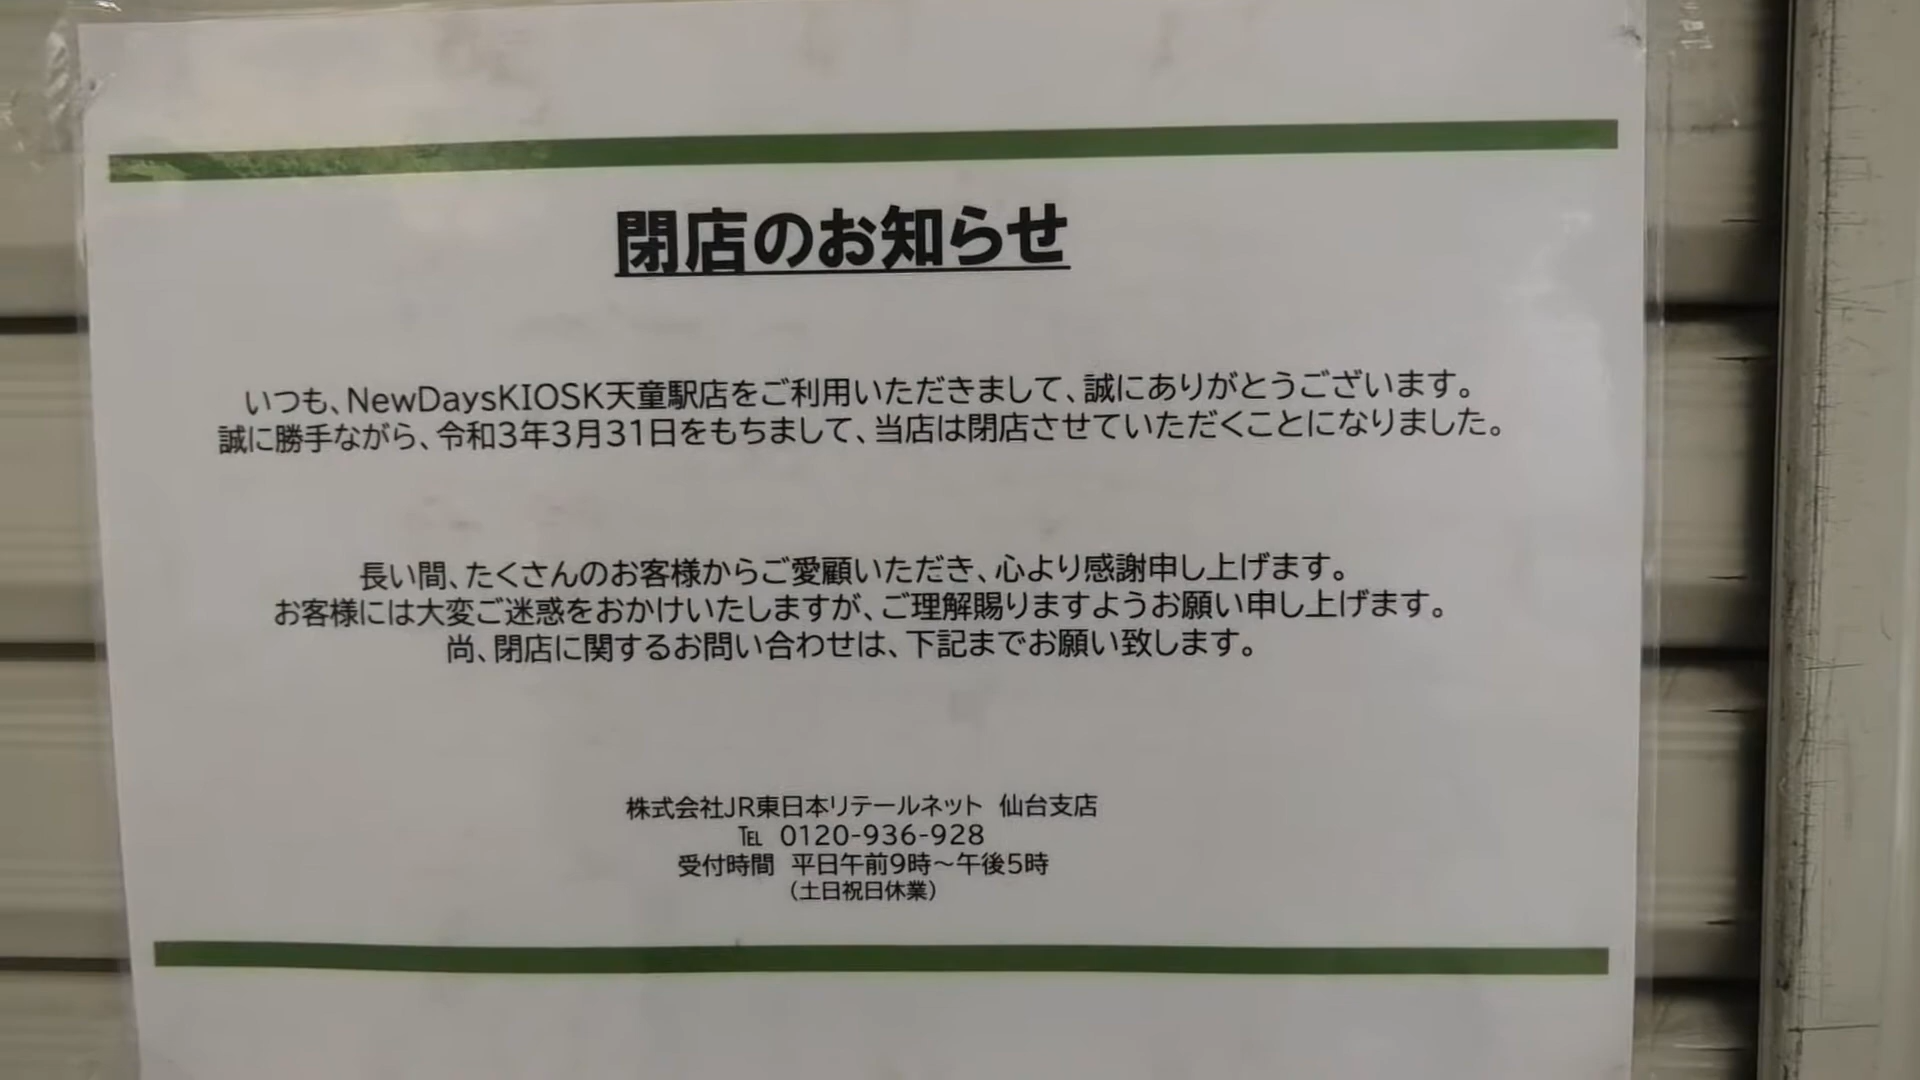 閉店のお知らせ
いつも、NewDaysKIOSK天童駅店をご利用いただきまして、誠にありがとうございます。
誠に勝手ながら、令和3年3月31日をもちまして、当店は閉店させていただくことになりました。
長い間、たくさんのお客様からご愛顧いただき、心より感謝申し上げます。
お客様には大変ご迷惑をおかけいたしますが、ご理解賜りますようお願い申し上げます。
尚、閉店に関するお問い合わせは、下記までお願い致します。
株式会社JR東日本リテールネット　仙台支店
℡　0120-936-928
受付時間　平日午前9時～午後5時
（土日祝日休業）